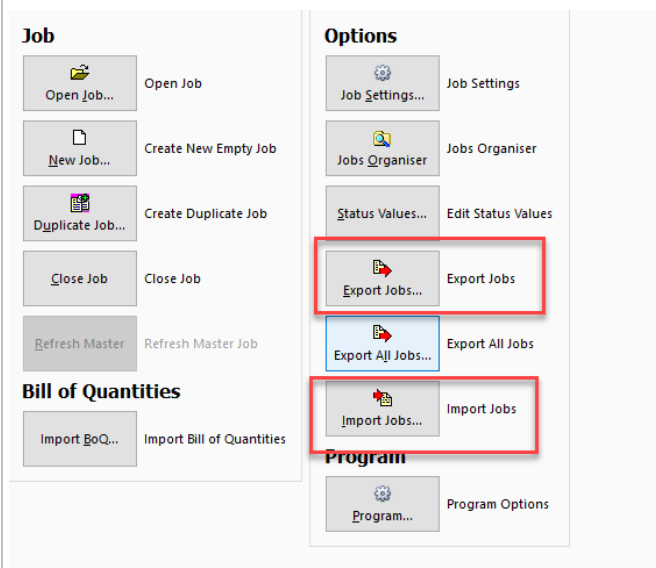 Job
Open Job... Open Job
New Job... Create New Empty Job
Duplicate Job... Create Duplicate Job
Close Job Close Job
Refresh Master Refresh Master Job
Bill of Quantities
Import BoQ... Import Bill of Quantities
Options
Job Settings... Job Settings
Jobs Organiser Jobs Organiser
Status Values... Edit Status Values
Export Jobs... Export Jobs
Export All Jobs... Export All Jobs
Import Jobs... Import Jobs
Program
Program... Program Options